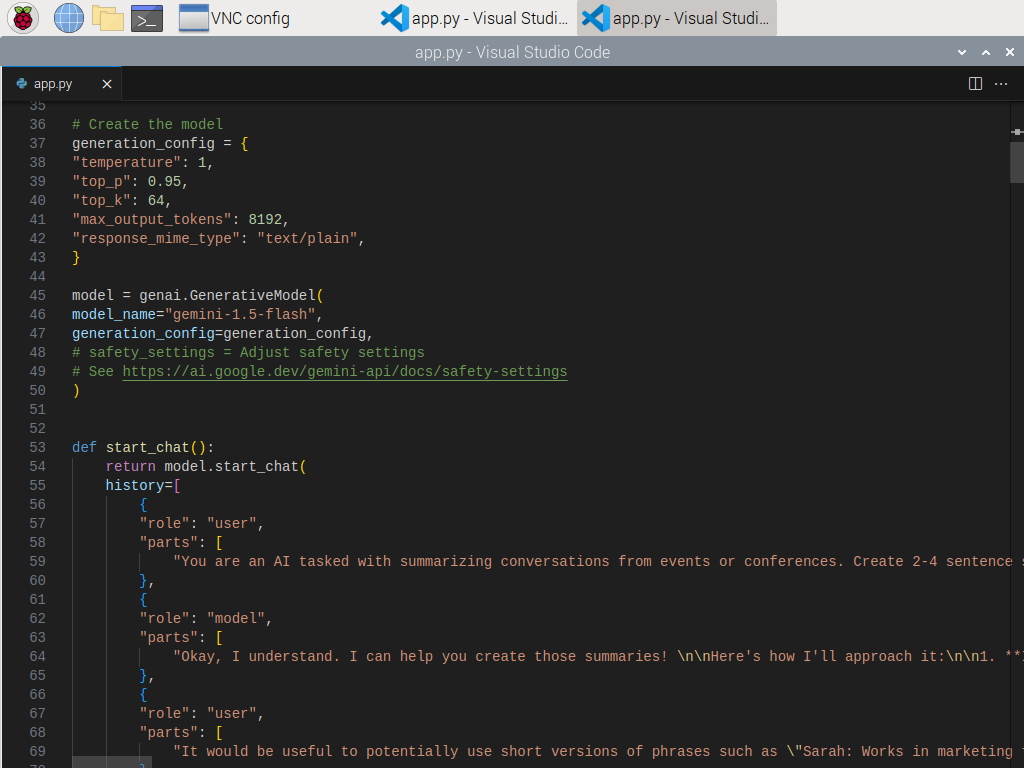 VNC config
app.py - Visual Studi...
app.py - Visual Studi...
app.py - Visual Studio Code
app.py
35
36 # Create the model
37 generation_config = {
38 "temperature": 1,
39 "top_p": 0.95,
40 "top_k": 64,
41 "max_output_tokens": 8192,
42 "response_mime_type": "text/plain",
43 }
44
45 model = genai.GenerativeModel(
46 model_name="gemini-1.5-flash",
47 generation_config=generation_config,
48 # safety_settings = Adjust safety settings
49 # See https://ai.google.dev/gemini-api/docs/safety-settings
50 )
51
52
53 def start_chat():
54 return model.start_chat(
55 history=[
56 {
57 "role": "user",
58 "parts": [
59 "You are an AI tasked with summarizing conversations from events or conferences. Create 2-4 sentence
60 },
61 {
62 "role": "model",
63 "parts": [
64 "Okay, I understand. I can help you create those summaries! \n\nHere's how I'll approach it:\n\n1. **
65 },
66 {
67 "role": "user",
68 "parts": [
69 "It would be useful to potentially use short versions of phrases such as \"Sarah: Works in marketing
70 }